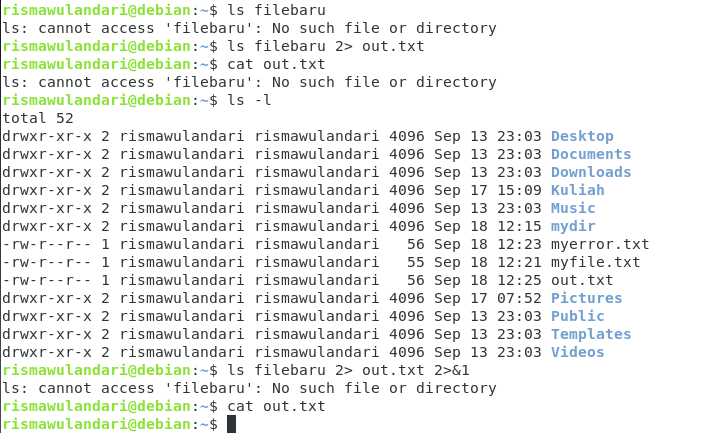 rismawulandari@debian:~$ ls filebaru
ls: cannot access 'filebaru': No such file or directory
rismawulandari@debian:~$ ls filebaru 2> out.txt
rismawulandari@debian:~$ cat out.txt
ls: cannot access 'filebaru': No such file or directory
rismawulandari@debian:~$ ls -l
total 52
drwxr-xr-x 2 rismawulandari rismawulandari 4096 Sep 13 23:03 Desktop
drwxr-xr-x 2 rismawulandari rismawulandari 4096 Sep 13 23:03 Documents
drwxr-xr-x 2 rismawulandari rismawulandari 4096 Sep 13 23:03 Downloads
drwxr-xr-x 2 rismawulandari rismawulandari 4096 Sep 17 15:09 Kuliah
drwxr-xr-x 2 rismawulandari rismawulandari 4096 Sep 13 23:03 Music
drwxr-xr-x 2 rismawulandari rismawulandari 4096 Sep 18 12:15 mydir
-rw-r--r-- 1 rismawulandari rismawulandari   56 Sep 18 12:23 myerror.txt
-rw-r--r-- 1 rismawulandari rismawulandari   55 Sep 18 12:21 myfile.txt
-rw-r--r-- 1 rismawulandari rismawulandari   56 Sep 18 12:25 out.txt
drwxr-xr-x 2 rismawulandari rismawulandari 4096 Sep 17 07:52 Pictures
drwxr-xr-x 2 rismawulandari rismawulandari 4096 Sep 13 23:03 Public
drwxr-xr-x 2 rismawulandari rismawulandari 4096 Sep 13 23:03 Templates
drwxr-xr-x 2 rismawulandari rismawulandari 4096 Sep 13 23:03 Videos
rismawulandari@debian:~$ ls filebaru 2> out.txt 2>&1
ls: cannot access 'filebaru': No such file or directory
rismawulandari@debian:~$ cat out.txt
rismawulandari@debian:~$